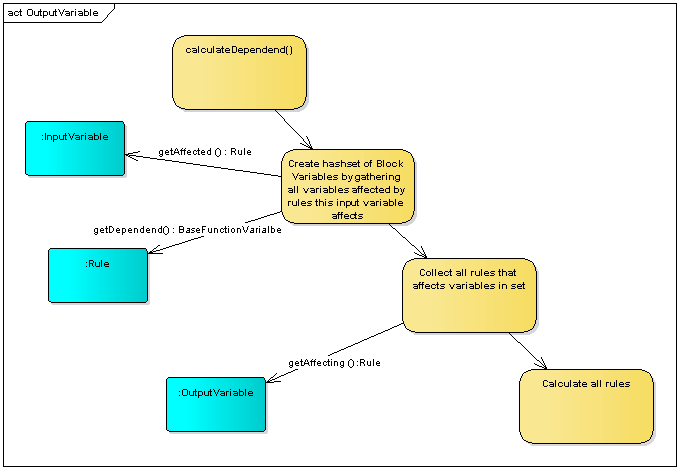 act OutputVariable
calculateDependend()
:InputVariable
getAffected () : Rule
Create hashset of Block
Variables by gathering
all variables affected by
rules this input variable
affects
getDependend() : BaseFunctionVarialbe
:Rule
Collect all rules that
affects variables in set
getAffecting () :Rule
:OutputVariable
Calculate all rules